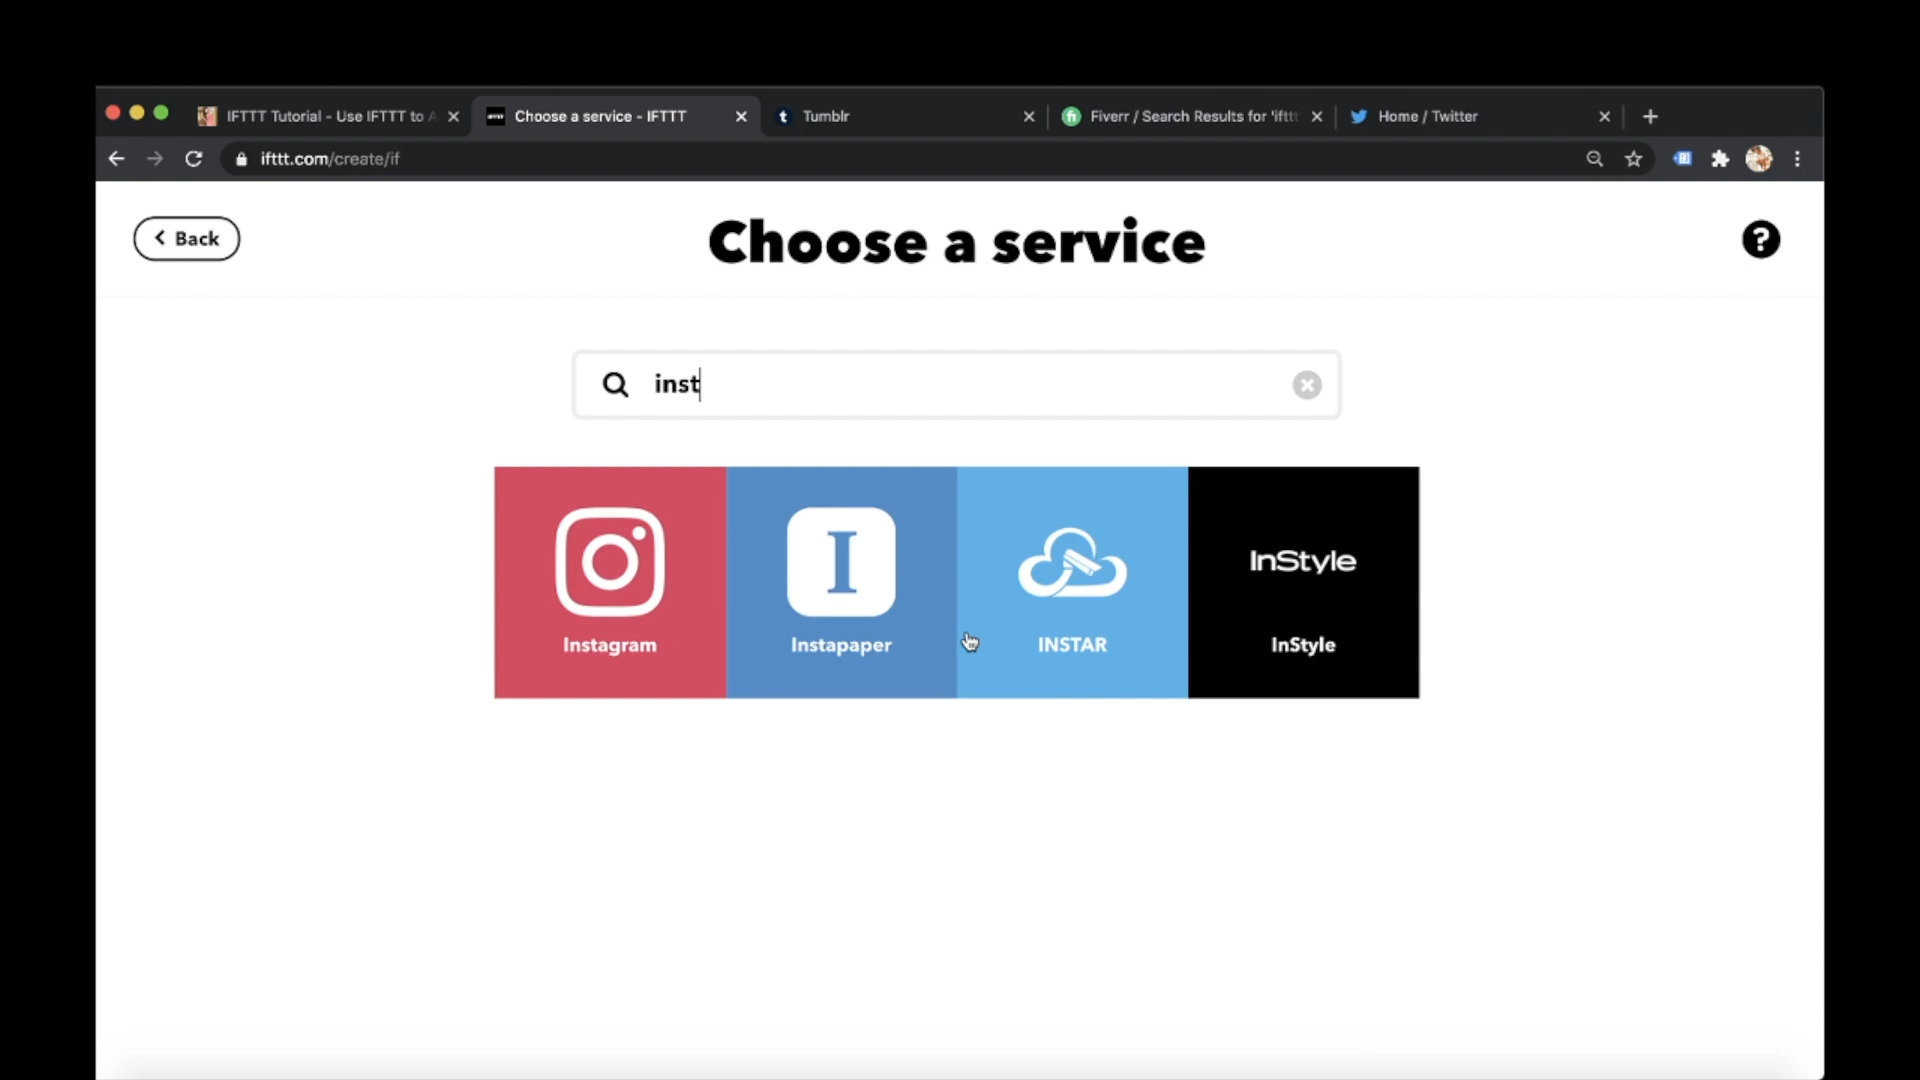 IFTTT Tutorial - Use IFTTT to A
Choose a service - IFTTT
Tumblr
Fiverr / Search Results for 'ifttt
Home / Twitter
ifttt.com/create/if
Back
Choose a service
?
inst
Instagram
I
Instapaper
INSTAR
InStyle
InStyle